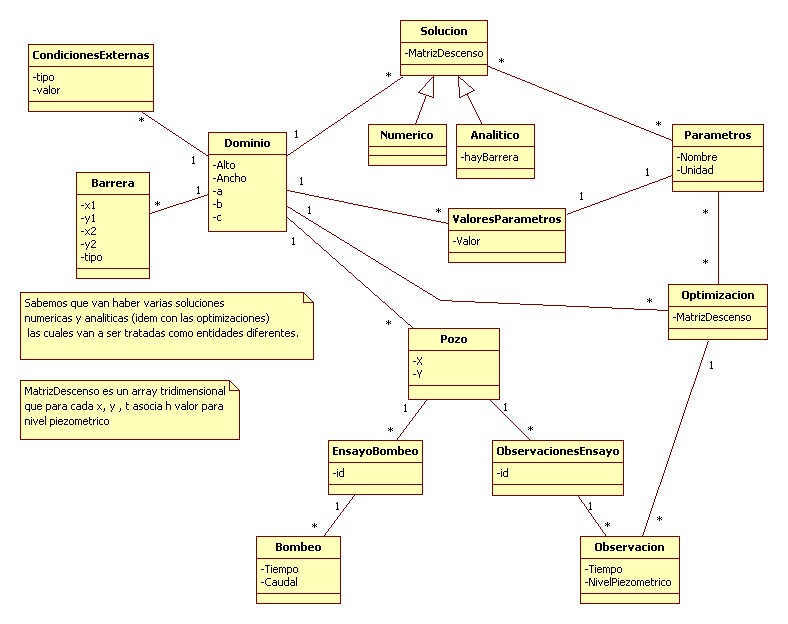 Solucion
-MatrizDescenso
CondicionesExternas
-tipo
-valor
*
*
*
*
Numerico
Analitico
-hayBarrera
Parametros
-Nombre
-Unidad
1
1
Dominio
-Alto
-Ancho
-a
-b
-c
Barrera
-x1
-y1
-x2
-y2
-tipo
*
1
1
1
1
1
1
*
ValoresParametros
-Valor
*
*
*
Optimizacion
-MatrizDescenso
Sabemos que van haber varias soluciones
numericas y analiticas (idem con las optimizaciones)
las cuales van a ser tratadas como entidades diferentes.
*
Pozo
-X
-Y
1
MatrizDescenso es un array tridimensional
que para cada x, y , t asocia h valor para
nivel piezometrico
1
1
*
*
EnsayoBombeo
-id
ObservacionesEnsayo
-id
1
1
*
*
*
Bombeo
-Tiempo
-Caudal
Observacion
-Tiempo
-NivelPiezometrico